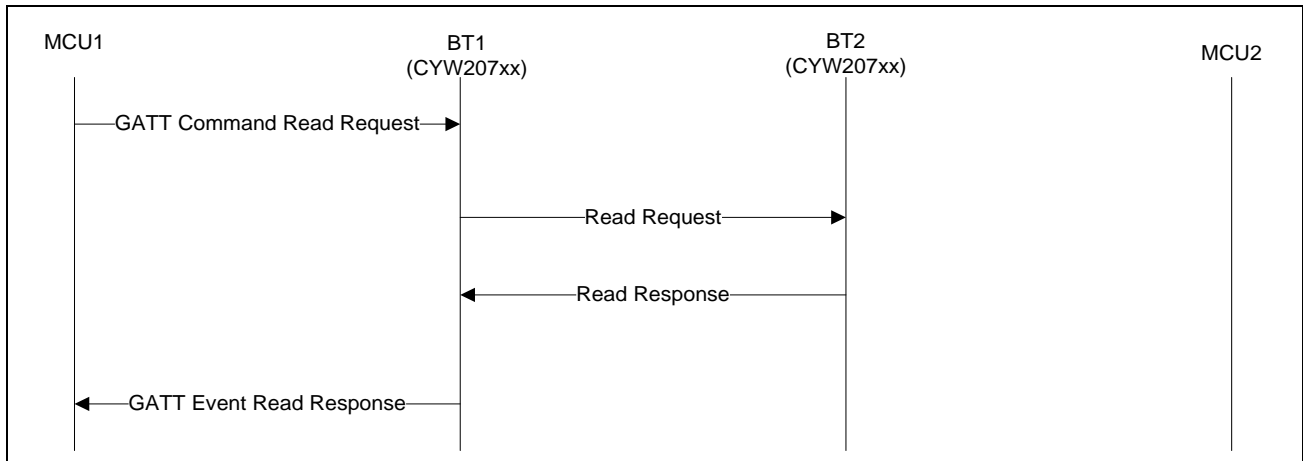 MCU1
BT1
(CYW207xx)
BT2
(CYW207xx)
MCU2
GATT Command Read Request
Read Request
Read Response
GATT Event Read Response